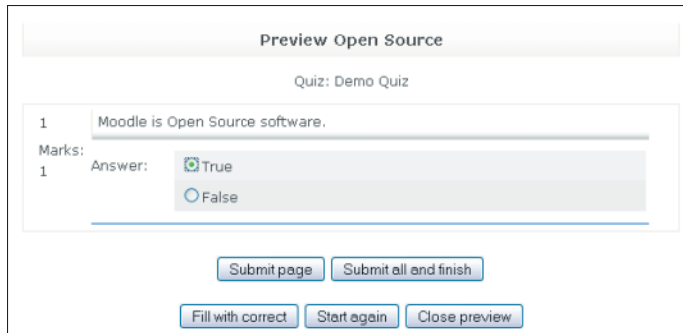 Preview Open Source
Quiz: Demo Quiz
1
Moodle is Open Source software.
Marks:
1
Answer:
True
False
Submit page
Submit all and finish
Fill with correct
Start again
Close preview